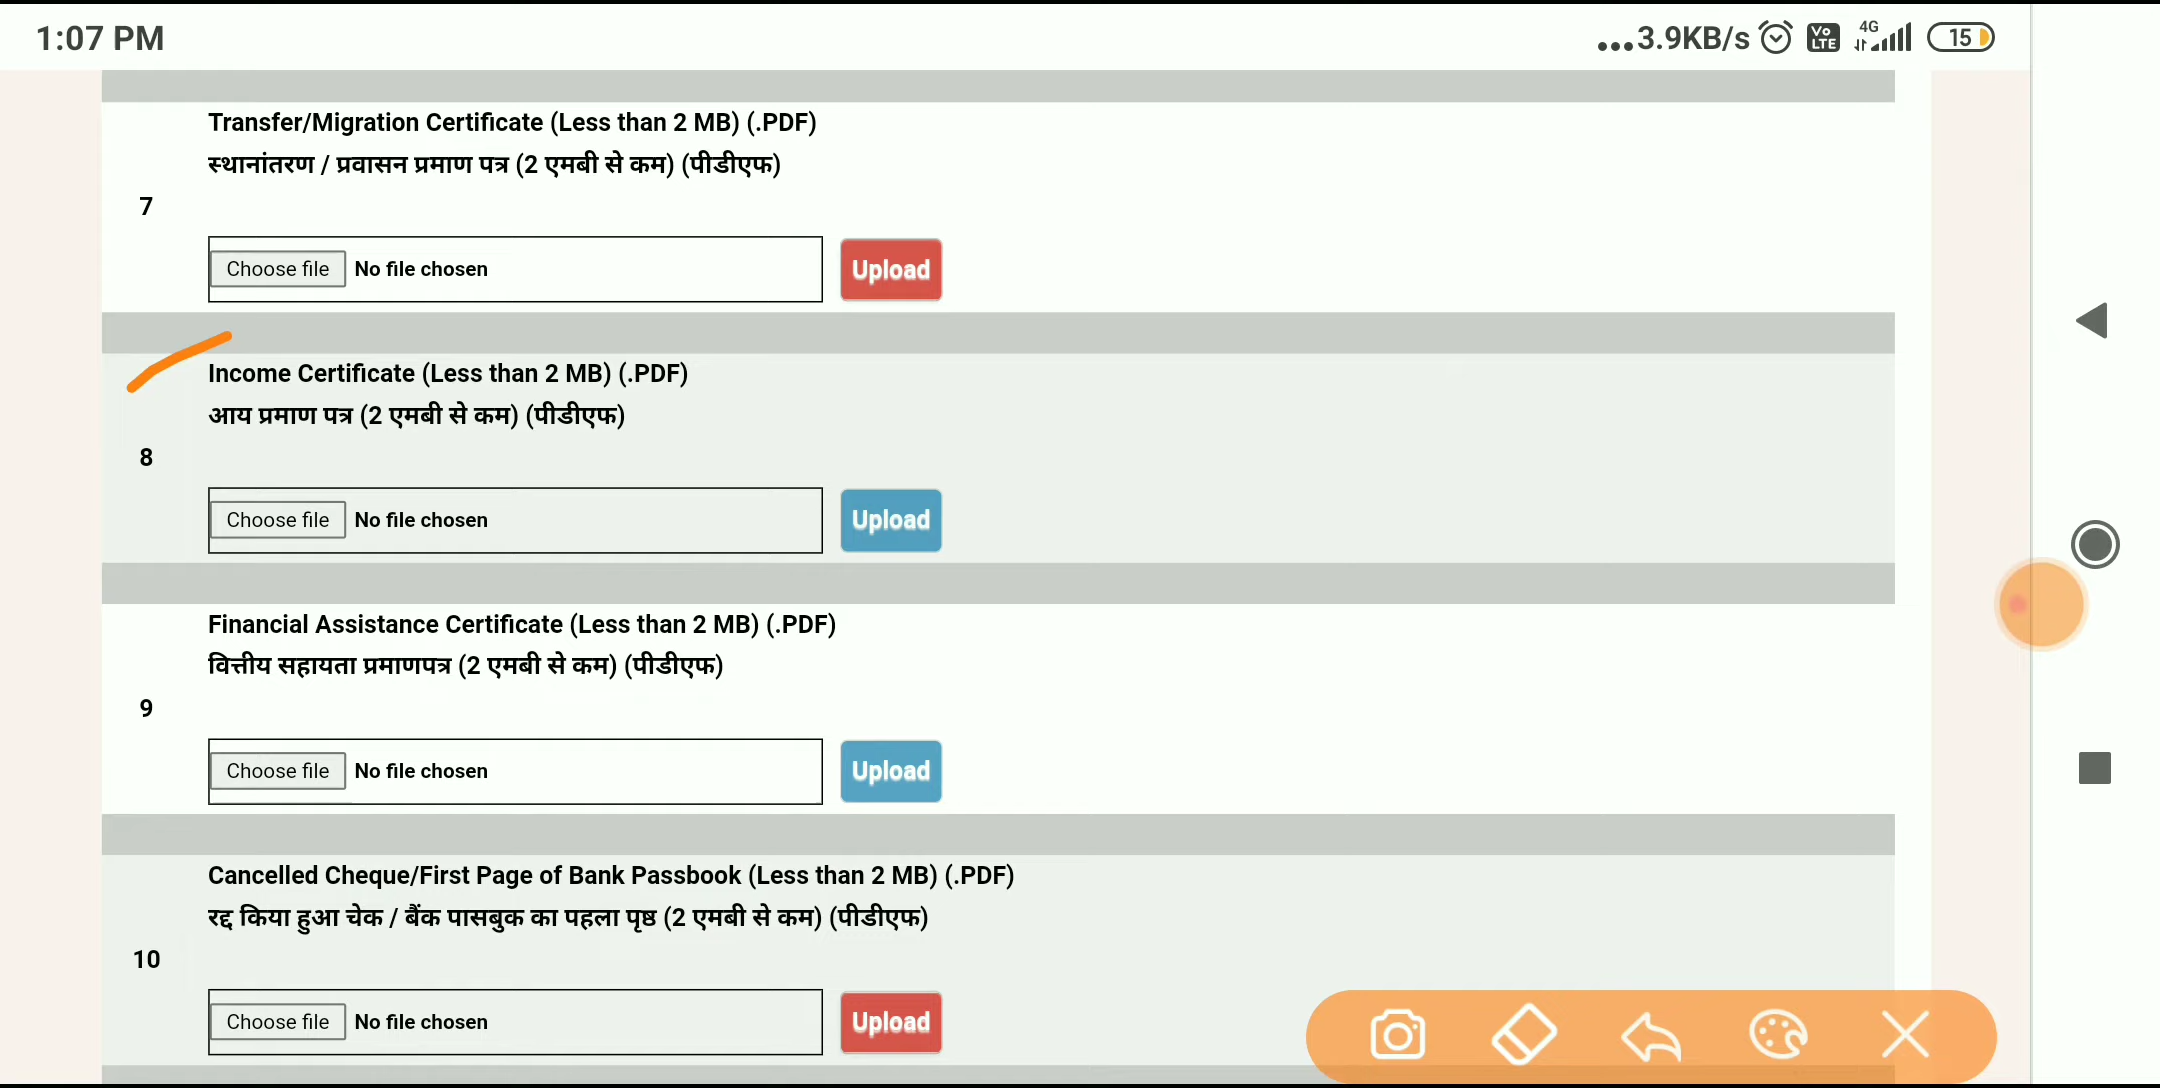 1:07 PM
...3.9KB/s Vo LTE 4G 15
Transfer/Migration Certificate (Less than 2 MB) (.PDF)
स्थानांतरण / प्रवासन प्रमाण पत्र (2 एमबी से कम) (पीडीएफ)
7
Choose file No file chosen Upload
Income Certificate (Less than 2 MB) (.PDF)
आय प्रमाण पत्र (2 एमबी से कम) (पीडीएफ)
8
Choose file No file chosen Upload
Financial Assistance Certificate (Less than 2 MB) (.PDF)
वित्तीय सहायता प्रमाणपत्र (2 एमबी से कम) (पीडीएफ)
9
Choose file No file chosen Upload
Cancelled Cheque/First Page of Bank Passbook (Less than 2 MB) (.PDF)
रद्द किया हुआ चेक / बैंक पासबुक का पहला पृष्ठ (2 एमबी से कम) (पीडीएफ)
10
Choose file No file chosen Upload